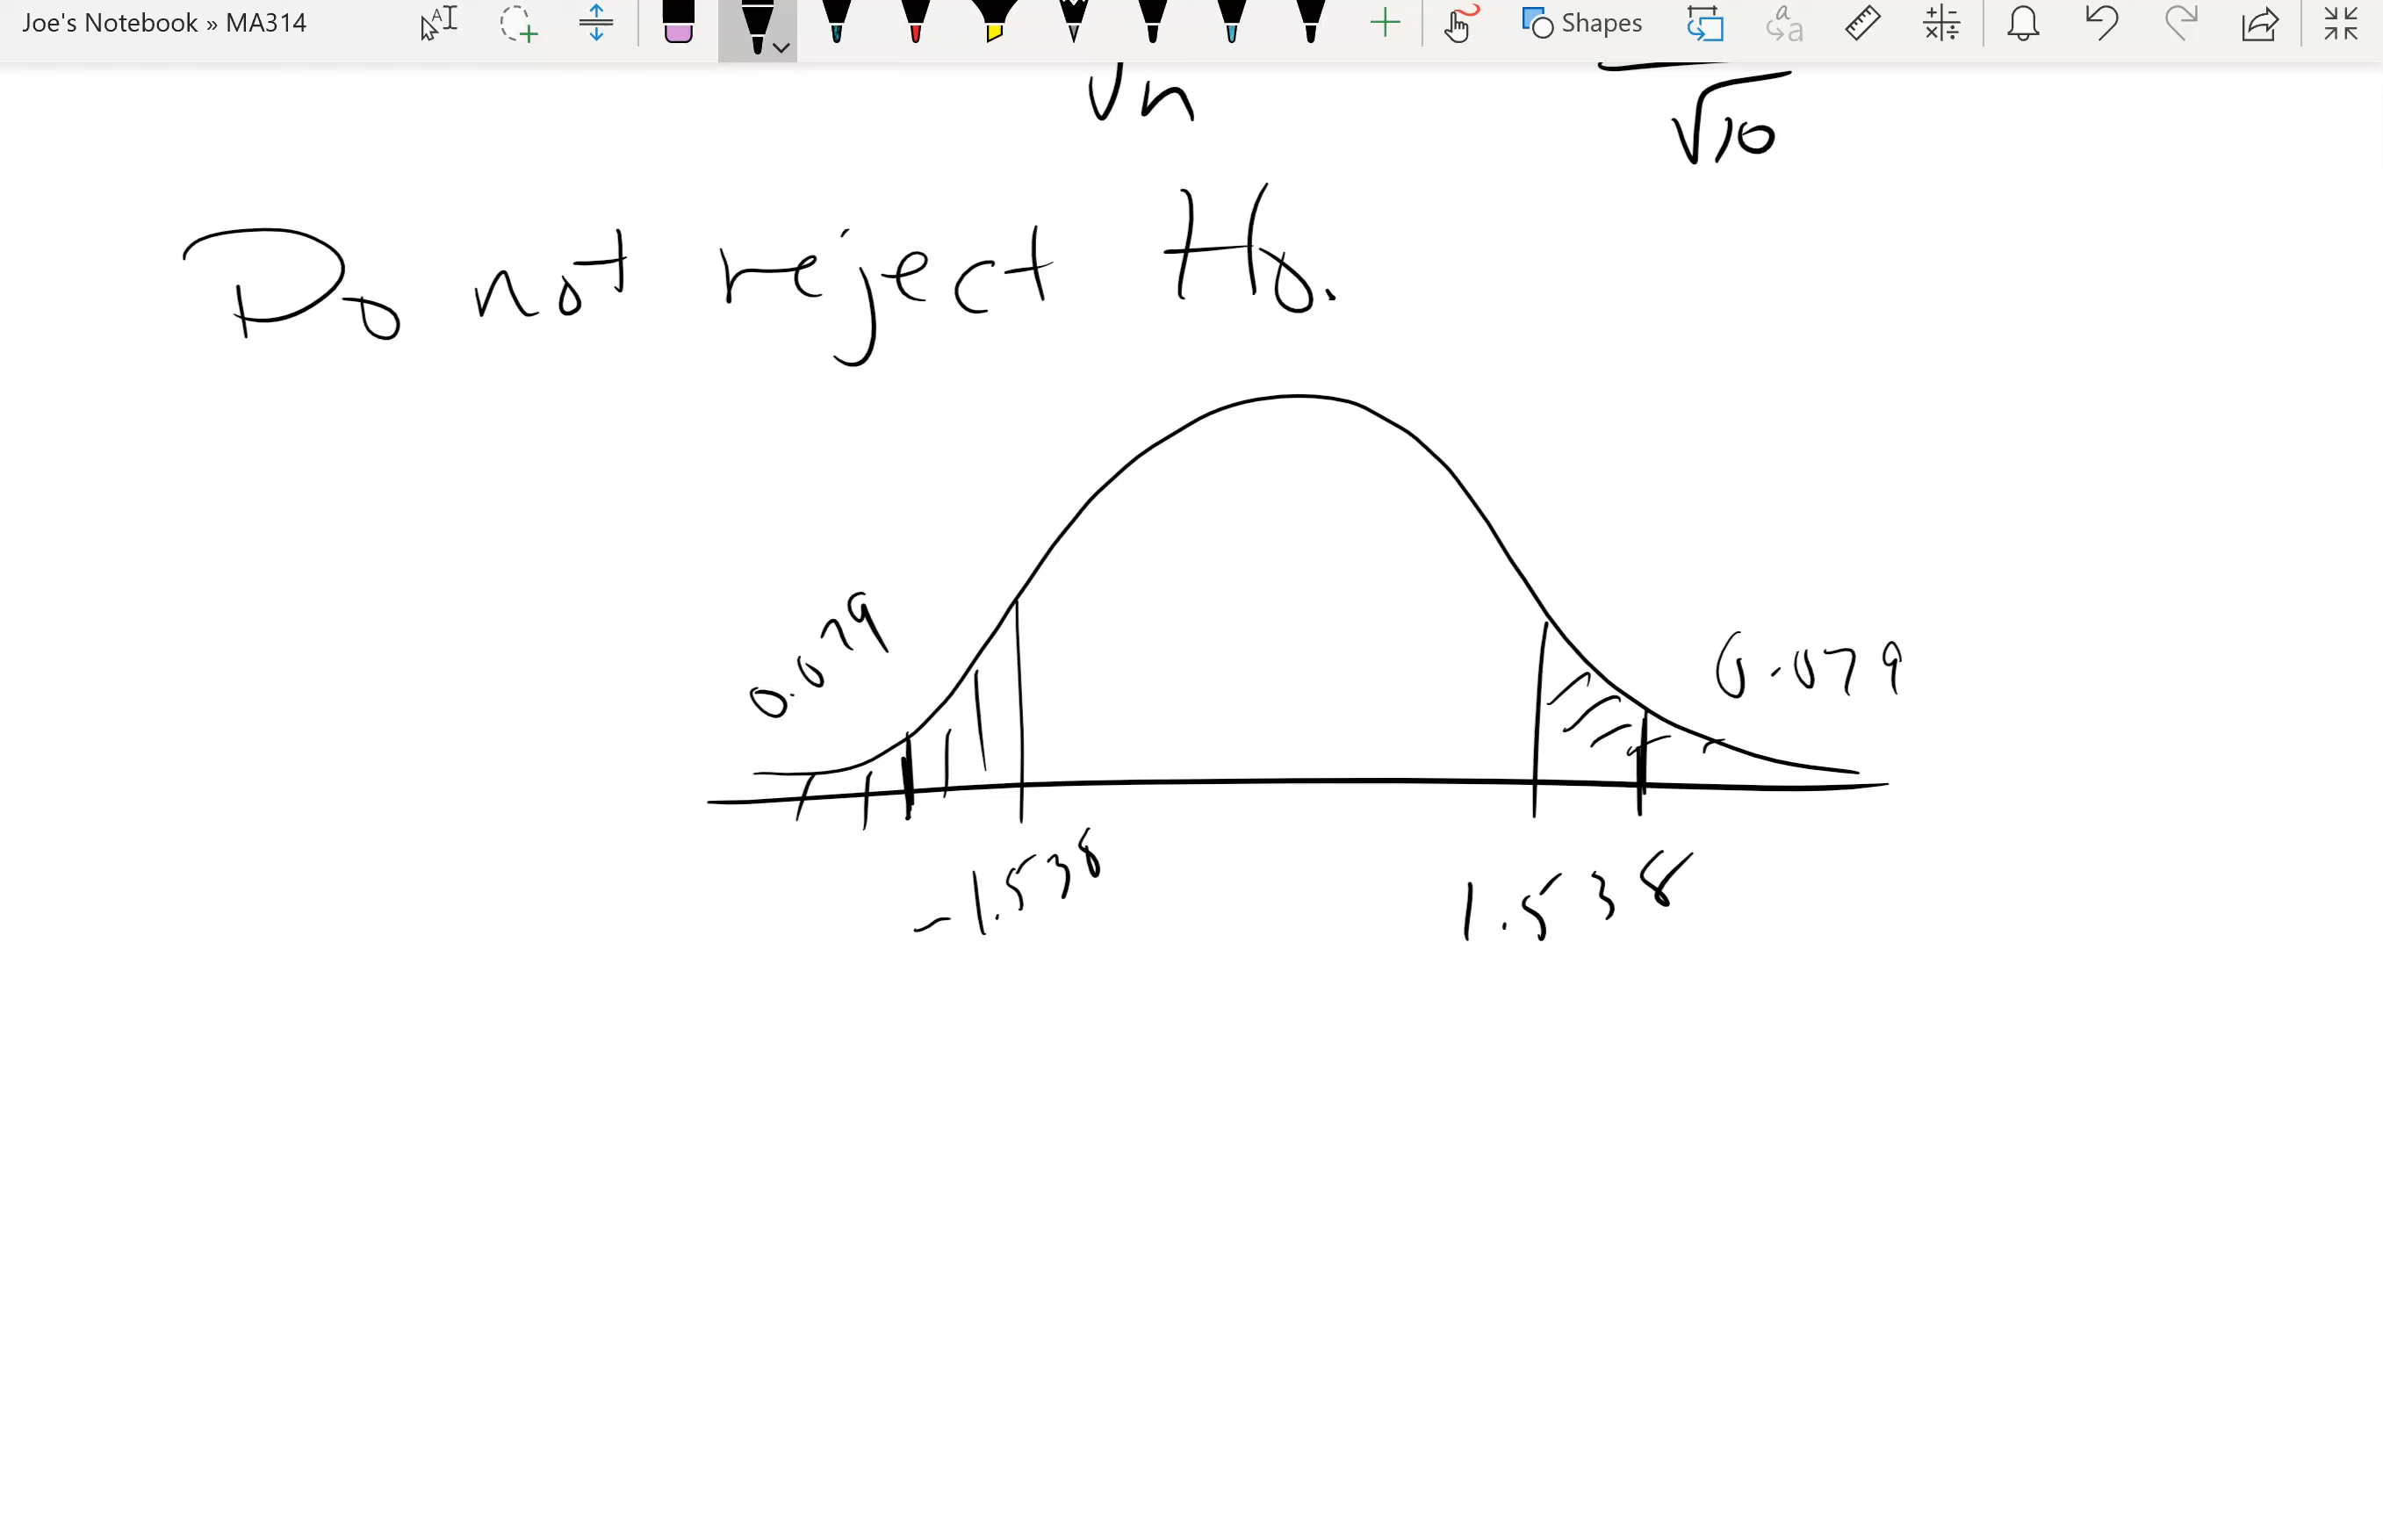 Joe's Notebook » MA314
Shapes
√n
√10
Do not reject H0.
0.079
0.079
-1.538
1.538